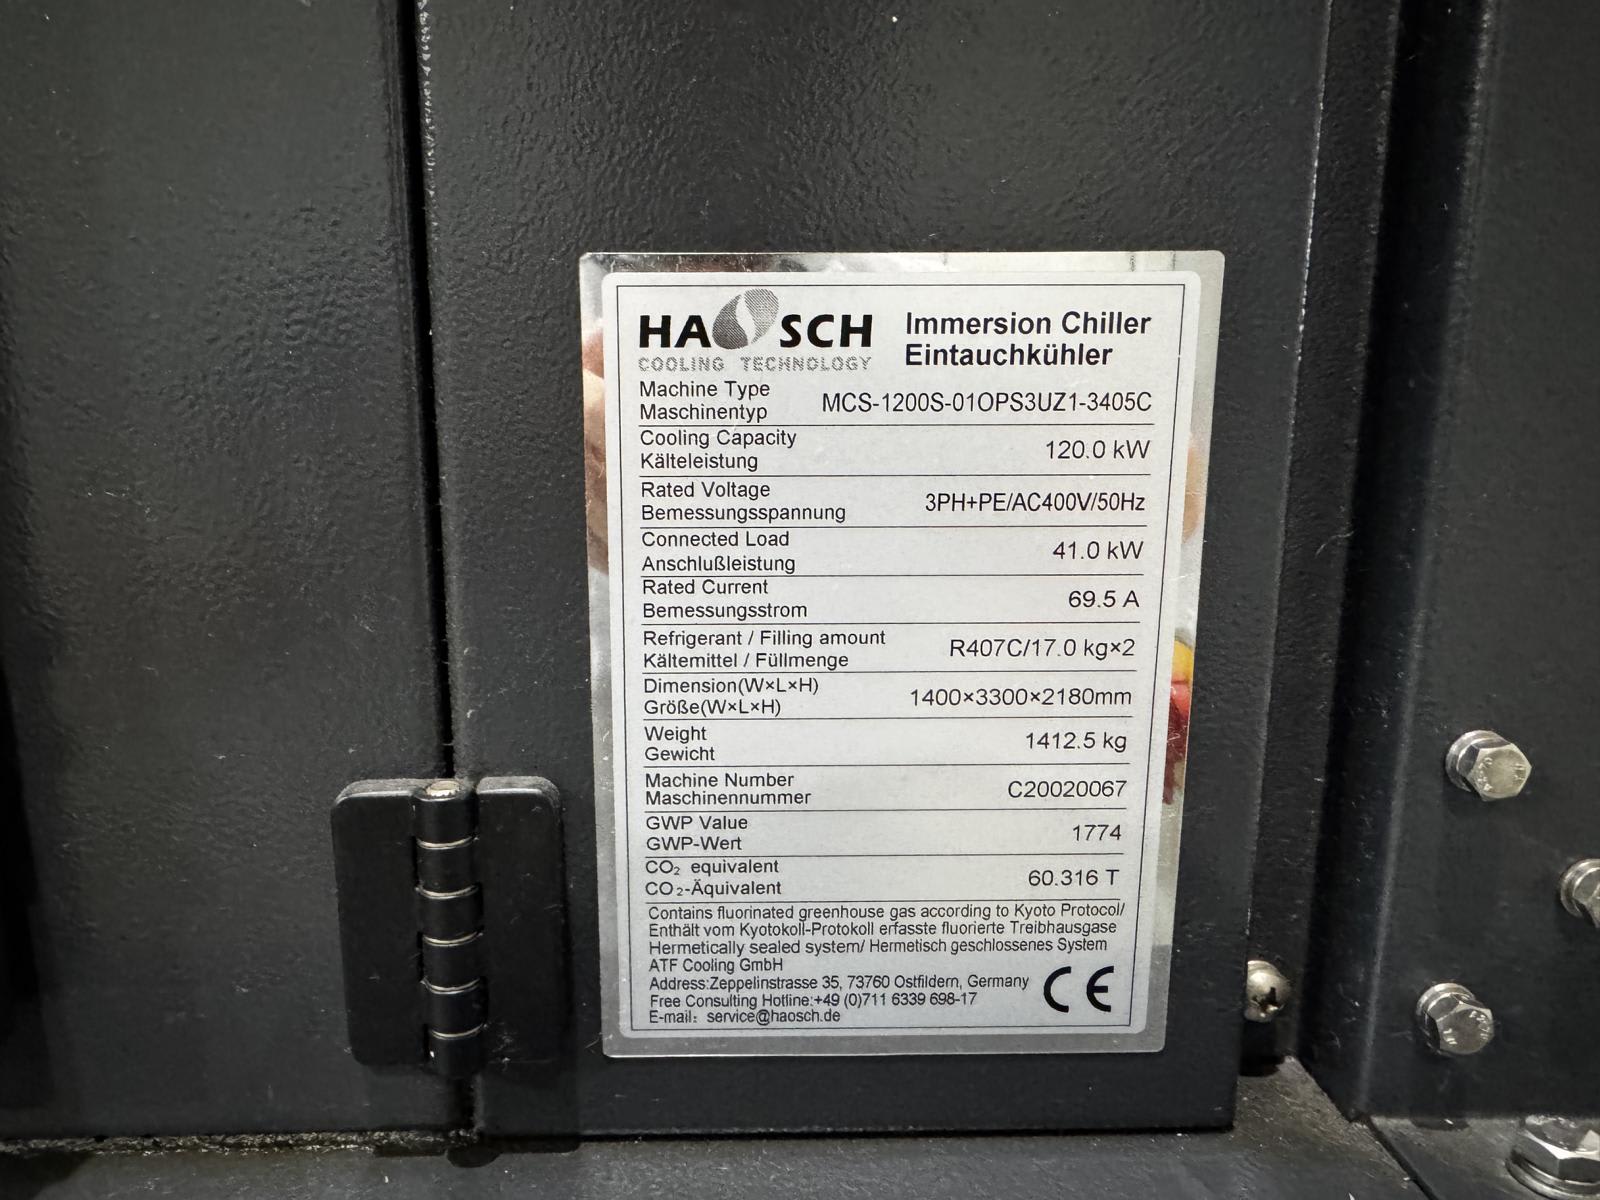 HAOSCH
COOLING TECHNOLOGY
Immersion Chiller
Eintauchkühler
Machine Type
Maschinentyp
MCS-1200S-01OPS3UZ1-3405C
Cooling Capacity
Kälteleistung
120.0 kW
Rated Voltage
Bemessungsspannung
3PH+PE/AC400V/50Hz
Connected Load
Anschlußleistung
41.0 kW
Rated Current
Bemessungsstrom
69.5 A
Refrigerant / Filling amount
Kältemittel / Füllmenge
R407C/17.0 kg×2
Dimension(W×L×H)
Größe(W×L×H)
1400×3300×2180mm
Weight
Gewicht
1412.5 kg
Machine Number
Maschinennummer
C20020067
GWP Value
GWP-Wert
1774
CO₂ equivalent
CO₂-Äquivalent
60.316 T
Contains fluorinated greenhouse gas according to Kyoto Protocol/
Enthält vom Kyotokoll-Protokoll erfasste fluorierte Treibhausgase
Hermetically sealed system/ Hermetisch geschlossenes System
ATF Cooling GmbH
Address:Zeppelinstrasse 35, 73760 Ostfildern, Germany
Free Consulting Hotline:+49 (0)711 6339 698-17
E-mail: service@haosch.de
CE